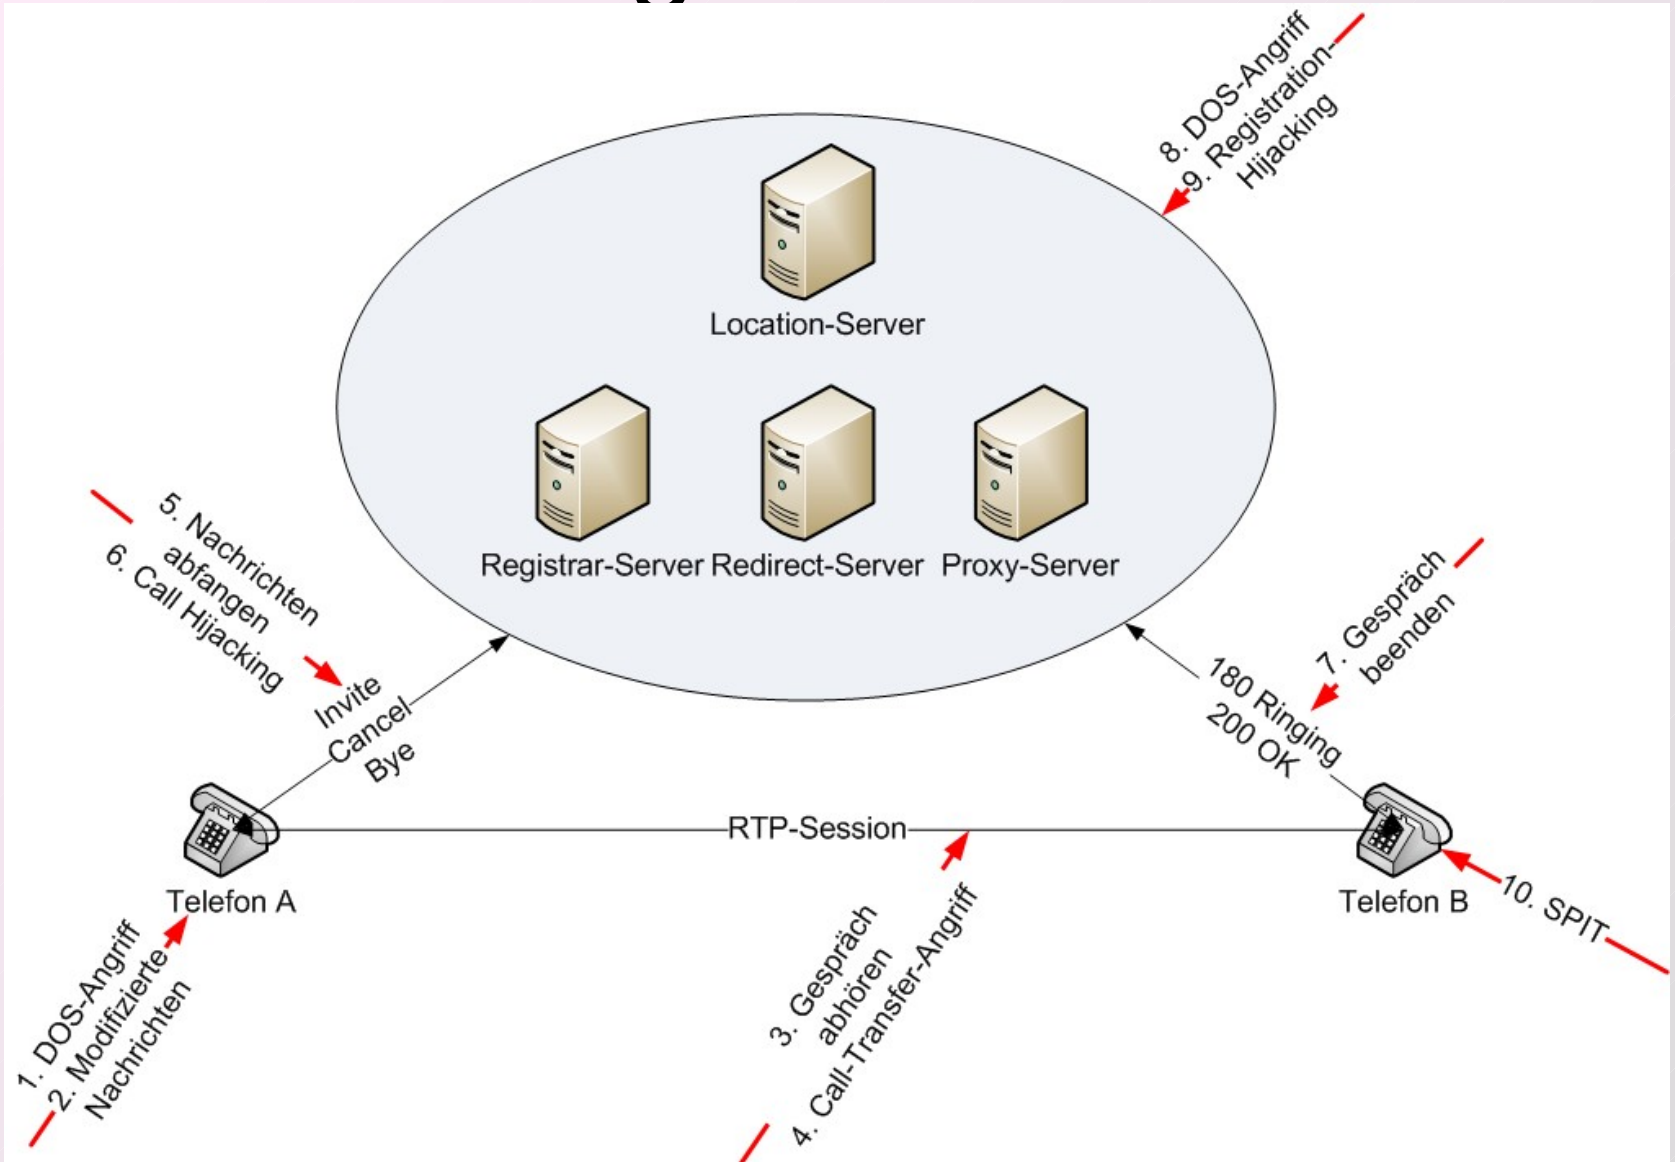 8. DOS-Angriff
9. Registration-
Hijacking
Location-Server
Registrar-Server
Redirect-Server
Proxy-Server
5. Nachrichten
abfangen
6. Call Hijacking
7. Gespräch
beenden
Invite
Cancel
Bye
180 Ringing
200 OK
RTP-Session
Telefon A
Telefon B
1. DOS-Angriff
2. Modifizierte
Nachrichten
3. Gespräch
abhören
4. Call-Transfer-Angriff
10. SPIT